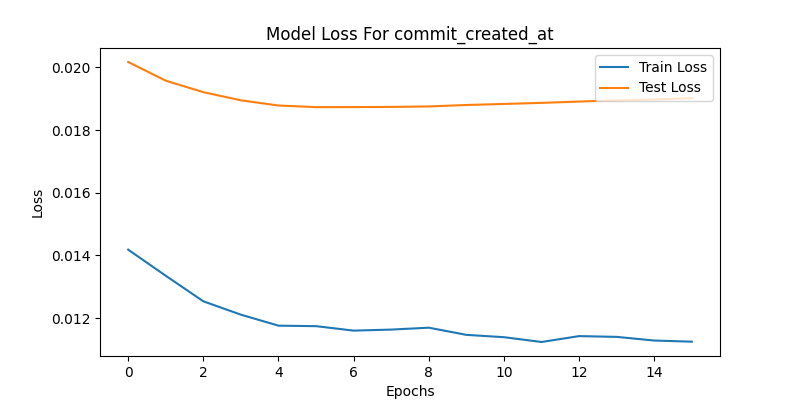 Model Loss For commit_created_at
Train Loss
Test Loss
0.020
0.018
0.016
0.014
0.012
Loss
0 2 4 6 8 10 12 14
Epochs